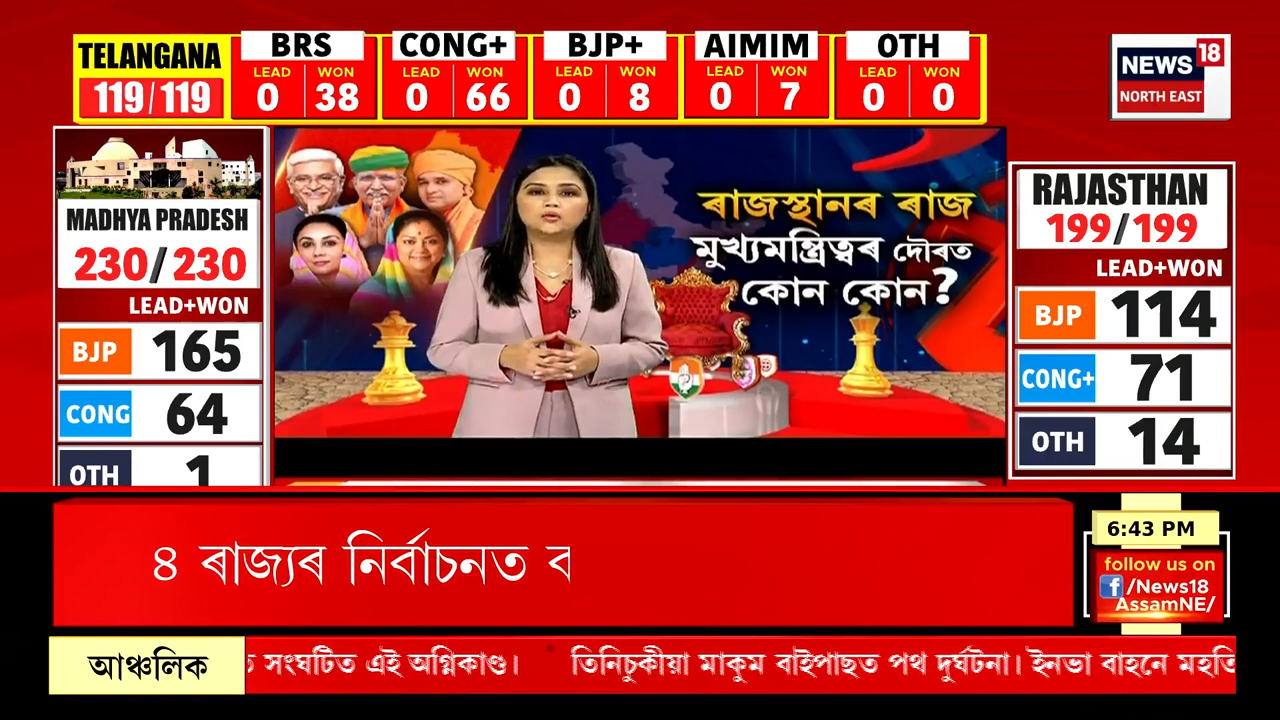 TELANGANA
119/119
BRS
LEAD WON
0 38
CONG+
LEAD WON
0 66
BJP+
LEAD WON
0 8
AIMIM
LEAD WON
0 7
OTH
LEAD WON
0 0
NEWS 18
NORTH EAST
MADHYA PRADESH
230/230
LEAD+WON
BJP 165
CONG 64
OTH 1
ৰাজস্থানৰ ৰাজ
মুখ্যমন্ত্ৰিত্বৰ দৌৰত
কোন কোন?
RAJASTHAN
199/199
LEAD+WON
BJP 114
CONG+ 71
OTH 14
৪ ৰাজ্যৰ নিৰ্বাচনত ব
6:43 PM
follow us on
f/News18
AssamNE/
আঞ্চলিক
ত সংঘটিত এই অগ্নিকাণ্ড। তিনিচুকীয়া মাকুম বাইপাছত পথ দুৰ্ঘটনা। ইনভা বাহনে মহতি